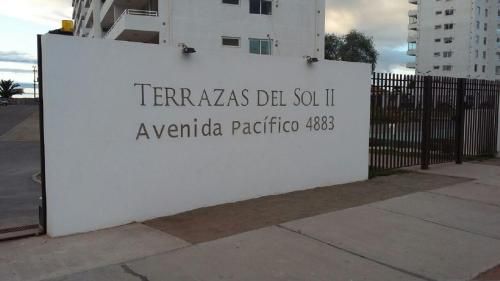 Terrazas del Sol II
Avenida Pacífico 4883